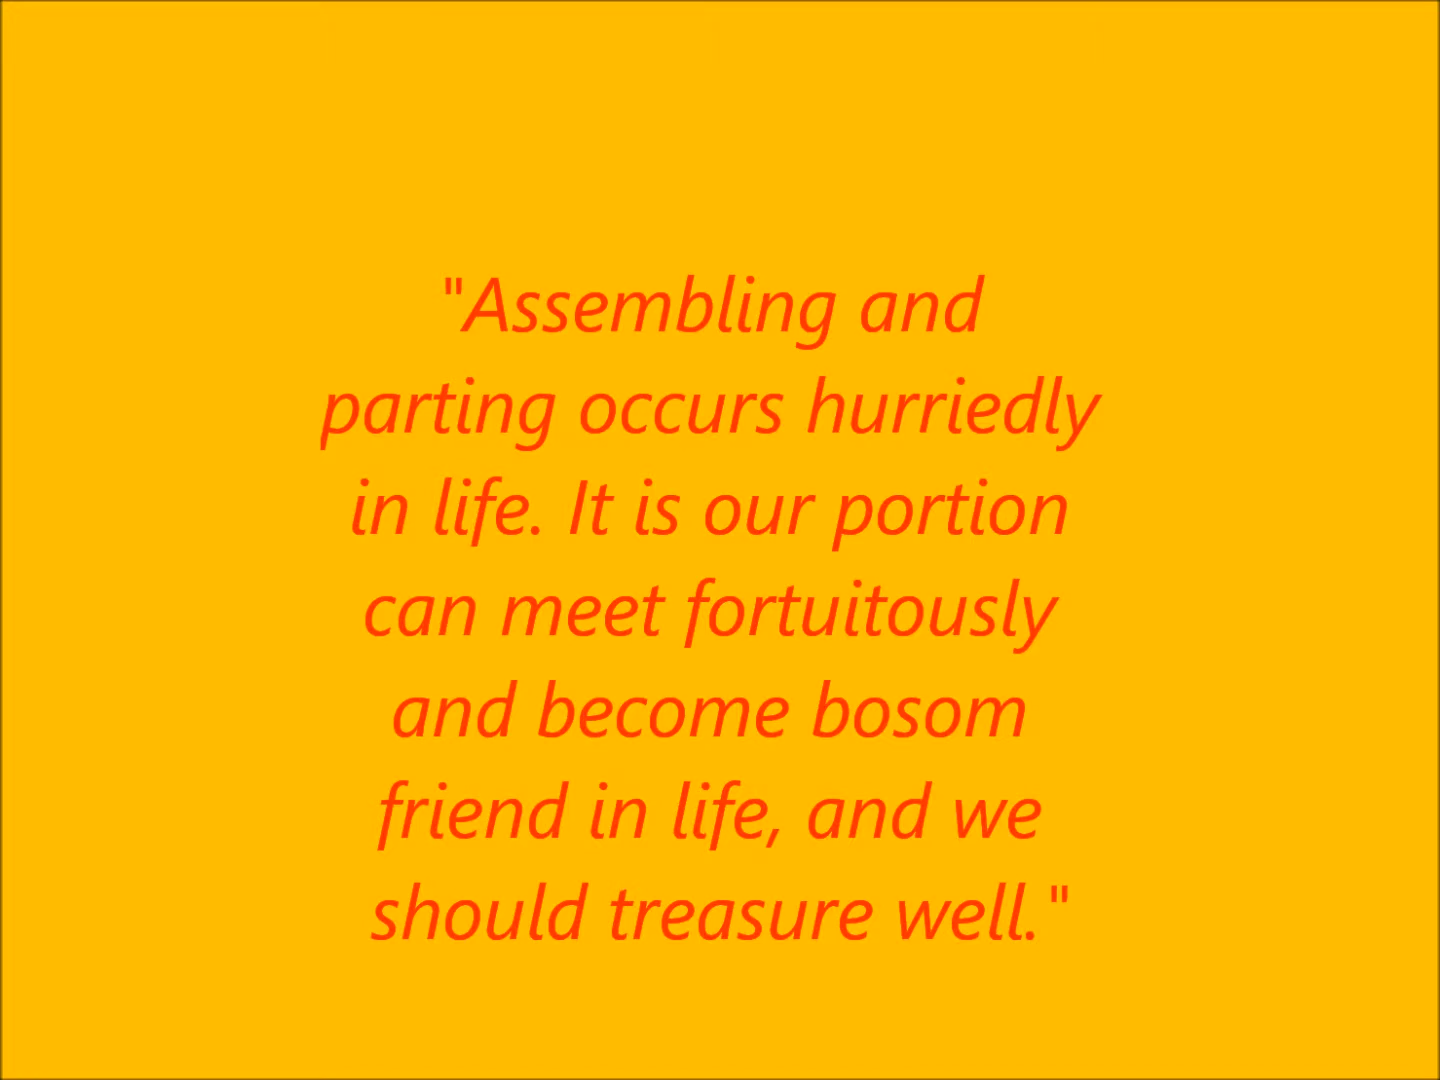 "Assembling and
parting occurs hurriedly
in life. It is our portion
can meet fortuitously
and become bosom
friend in life, and we
should treasure well."